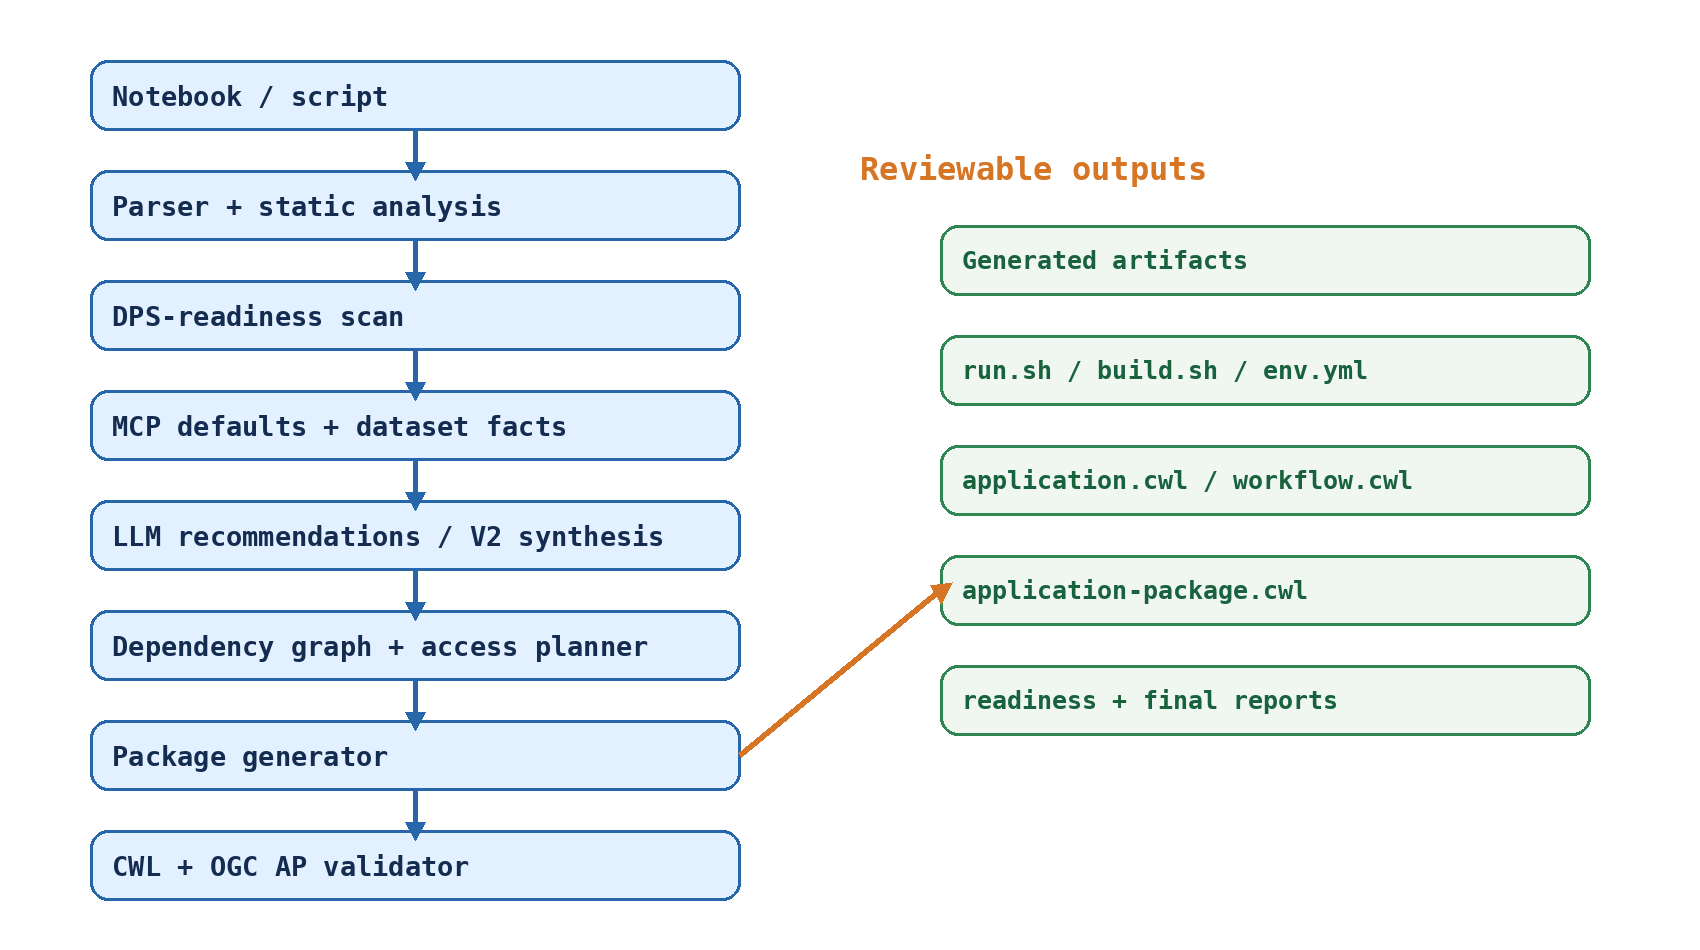 Notebook / script
Parser + static analysis
DPS-readiness scan
MCP defaults + dataset facts
LLM recommendations / V2 synthesis
Dependency graph + access planner
Package generator
CWL + OGC AP validator
Reviewable outputs
Generated artifacts
run.sh / build.sh / env.yml
application.cwl / workflow.cwl
application-package.cwl
readiness + final reports